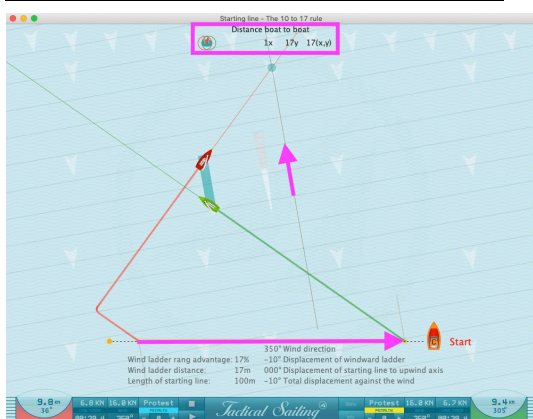 Starting line - The 10 to 17 rule
Distance boat to boat
1x 17y 17(x,y)
Start
350° Wind direction
Wind ladder rang advantage: 17% -10° Displacement of windward ladder
Wind ladder distance: 17m 000° Displacement of starting line to upwind axis
Length of starting line: 100m -10° Total displacement against the wind
9.8 KN 6.0 KN 16.0 KN Protest Tactical Sailing Protest 16.0 KN 6.7 KN 9.4 KN
36° 305°